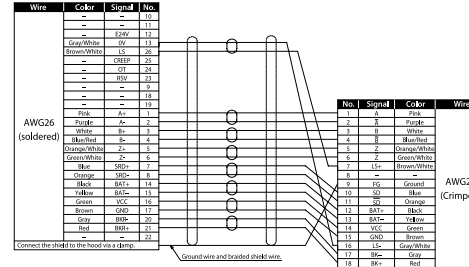 Wire Color Signal No.
– – 10
– – 11
– E24V 12
Gray/White 0V 13
Brown/White LS 26
– CREEP 25
– OT 24
– RSV 23
– – 9
– – 18
– – 19
Pink A+ 1
Purple A- 2
White B+ 3
Blue/Red B- 4
Orange/White Z+ 5
Green/White Z- 6
Blue SRD+ 7
Orange SRD- 8
Black BAT+ 14
Yellow BAT- 15
Green VCC 16
Brown GND 17
Gray BKR+ 20
Red BKR- 21
– – 22
AWG26
(soldered)
Connect the shield to the hood via a clamp.
Ground wire and braided shield wire.
No. Signal Color Wire
1 A Pink
2 A̅ Purple
3 B White
4 B̅ Blue/Red
5 Z Orange/White
6 Z̅ Green/White
7 LS+ Brown/White
8 – –
9 FG Ground
10 SD Blue
11 S̅D̅ Orange
12 BAT+ Black
13 BAT- Yellow
14 VCC Green
15 GND Brown
16 LS- Gray/White
17 BK- Gray
18 BK+ Red